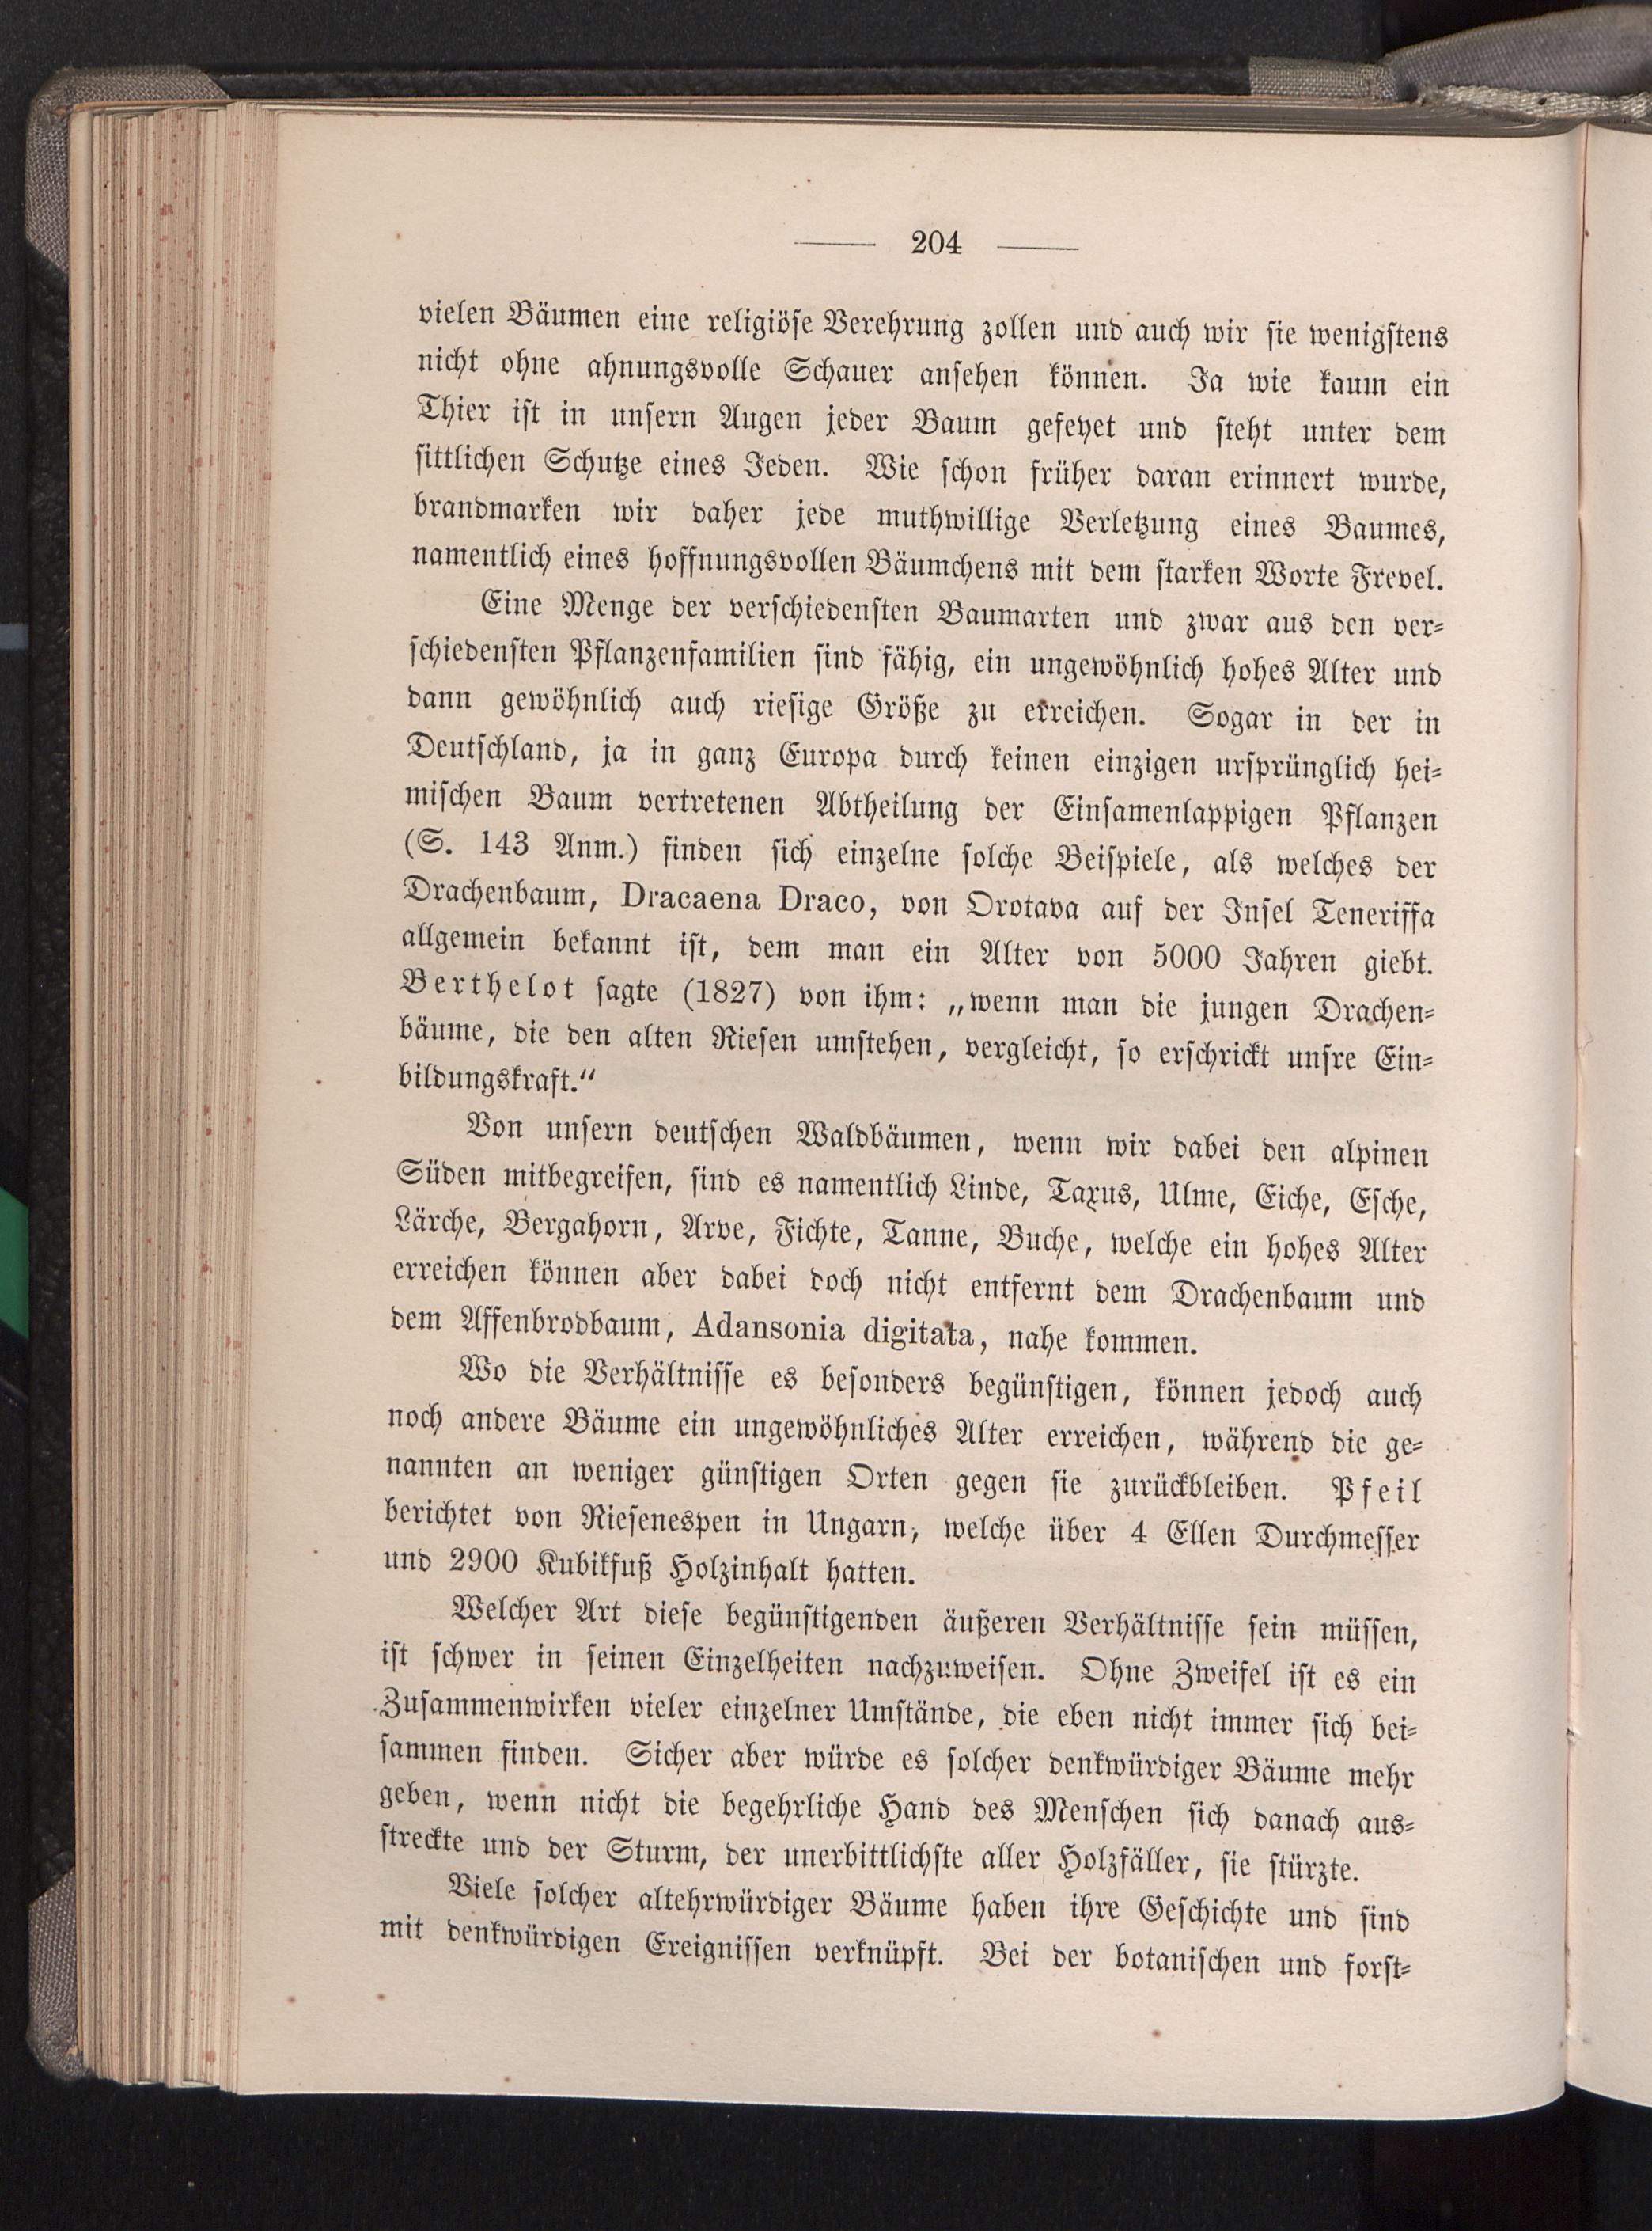 204
vielen Bäumen eine religiöse Verehrung zollen und auch wir sie wenigstens
nicht ohne ahnungsvolle Schauer ansehen können. Ja wie kaum ein
Thier ist in unsern Augen jeder Baum gefeyet und steht unter dem
sittlichen Schutze eines Jeden. Wie schon früher daran erinnert wurde,
brandmarken wir daher jede muthwillige Verletzung eines Baumes,
namentlich eines hoffnungsvollen Bäumchens mit dem starken Worte Frevel.
Eine Menge der verschiedensten Baumarten und zwar aus den ver-
schiedensten Pflanzenfamilien sind fähig, ein ungewöhnlich hohes Alter und
dann gewöhnlich auch riesige Größe zu erreichen. Sogar in der in
Deutschland, ja in ganz Europa durch keinen einzigen ursprünglich hei-
mischen Baum vertretenen Abtheilung der Einsamenlappigen Pflanzen
(S. 143 Anm.) finden sich einzelne solche Beispiele, als welches der
Drachenbaum, Dracaena Draco, von Orotava auf der Insel Teneriffa
allgemein bekannt ist, dem man ein Alter von 5000 Jahren giebt.
Berthelot sagte (1827) von ihm: „wenn man die jungen Drachen-
bäume, die den alten Riesen umstehen, vergleicht, so erschrickt unsre Ein-
bildungskraft.“
Von unsern deutschen Waldbäumen, wenn wir dabei den alpinen
Süden mitbegreifen, sind es namentlich Linde, Taxus, Ulme, Eiche, Esche,
Lärche, Bergahorn, Arve, Fichte, Tanne, Buche, welche ein hohes Alter
erreichen können aber dabei doch nicht entfernt dem Drachenbaum und
dem Affenbrodbaum, Adansonia digitata, nahe kommen.
Wo die Verhältnisse es besonders begünstigen, können jedoch auch
noch andere Bäume ein ungewöhnliches Alter erreichen, während die ge-
nannten an weniger günstigen Orten gegen sie zurückbleiben. Pfeil
berichtet von Riesenespen in Ungarn, welche über 4 Ellen Durchmesser
und 2900 Kubikfuß Holzinhalt hatten.
Welcher Art diese begünstigenden äußeren Verhältnisse sein müssen,
ist schwer in seinen Einzelheiten nachzuweisen. Ohne Zweifel ist es ein
Zusammenwirken vieler einzelner Umstände, die eben nicht immer sich bei-
sammen finden. Sicher aber würde es solcher denkwürdiger Bäume mehr
geben, wenn nicht die begehrliche Hand des Menschen sich danach aus-
streckte und der Sturm, der unerbittlichste aller Holzfäller, sie stürzte.
Viele solcher altehrwürdiger Bäume haben ihre Geschichte und sind
mit denkwürdigen Ereignissen verknüpft. Bei der botanischen und forst-